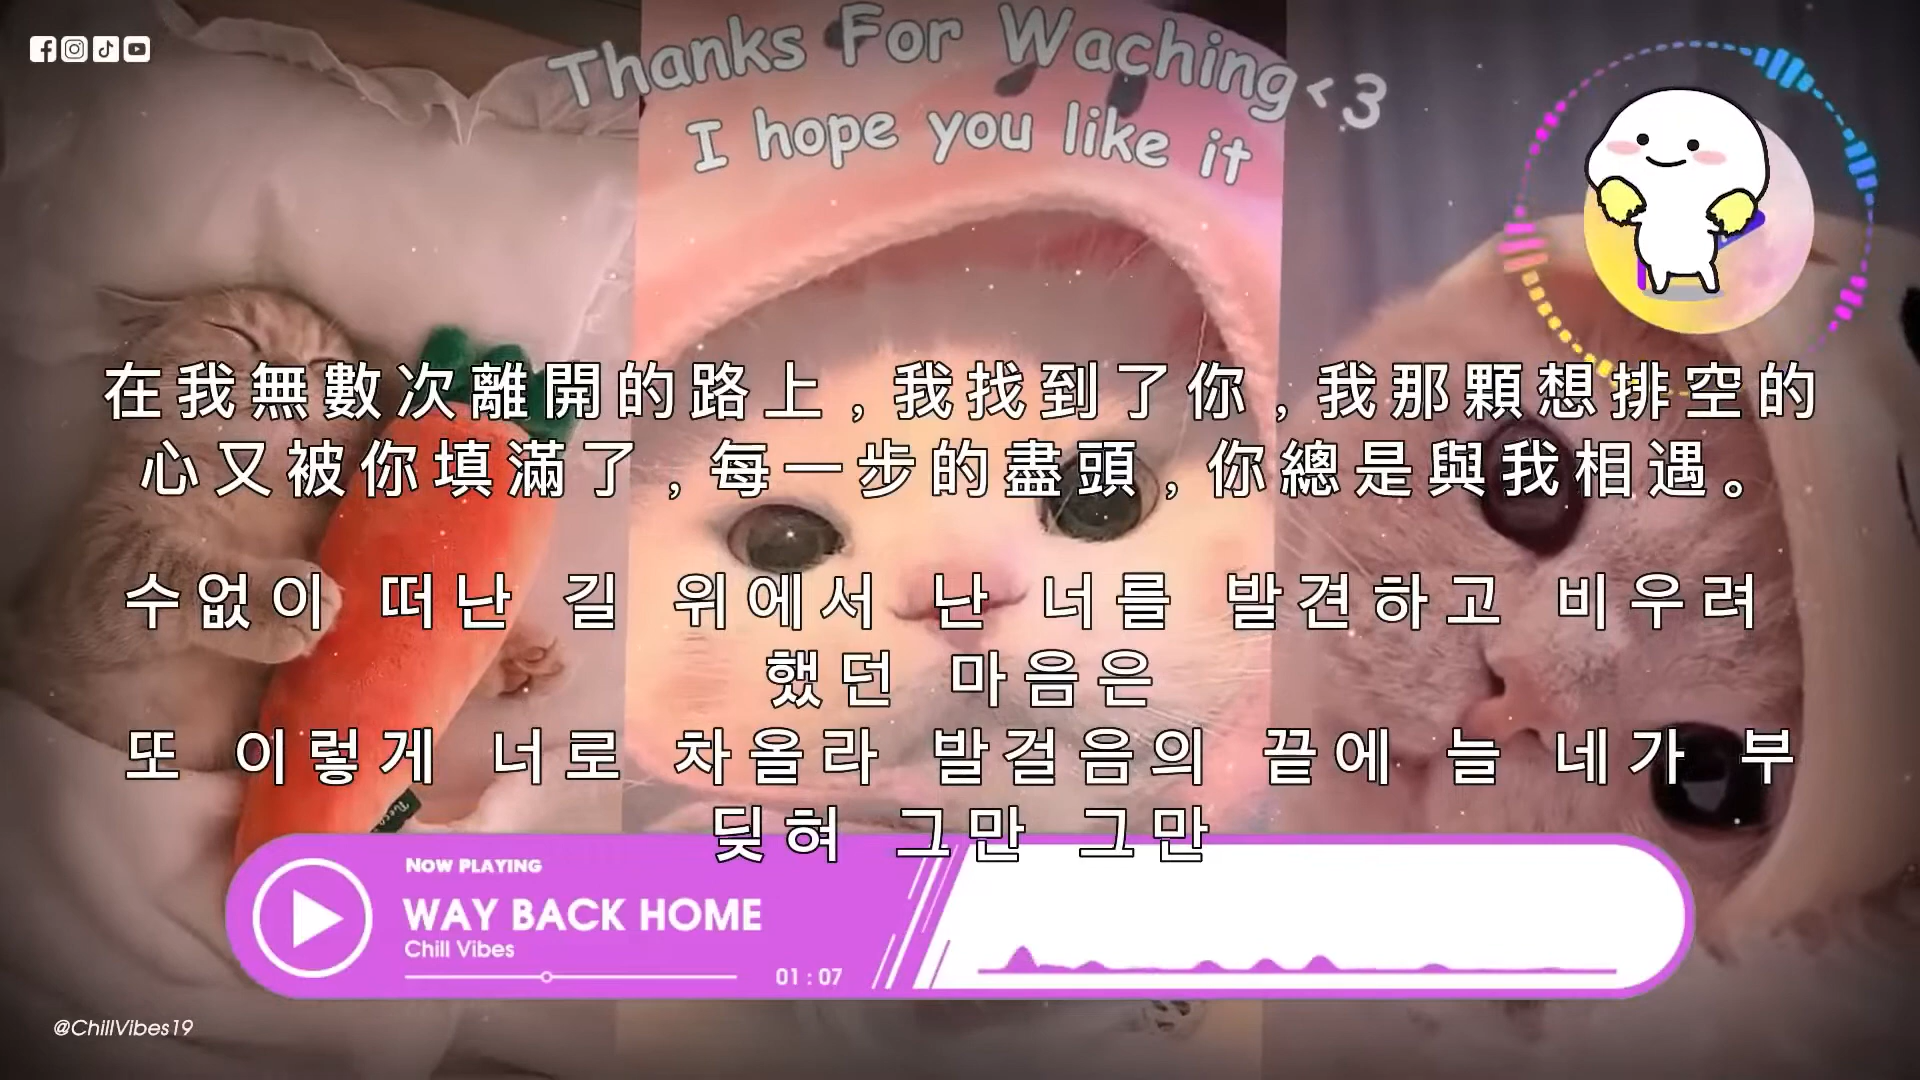 Thanks For Waching<3
I hope you like it
在我無數次離開的路上，我找到了你，我那顆想排空的
心又被你填滿了，每一步的盡頭，你總是與我相遇。
수없이 떠난 길 위에서 난 너를 발견하고 비우려
했던 마음은
또 이렇게 너로 차올라 발걸음의 끝에 늘 네가 부
딪혀 그만 그만
NOW PLAYING
WAY BACK HOME
Chill Vibes
01:07
@ChillVibes19